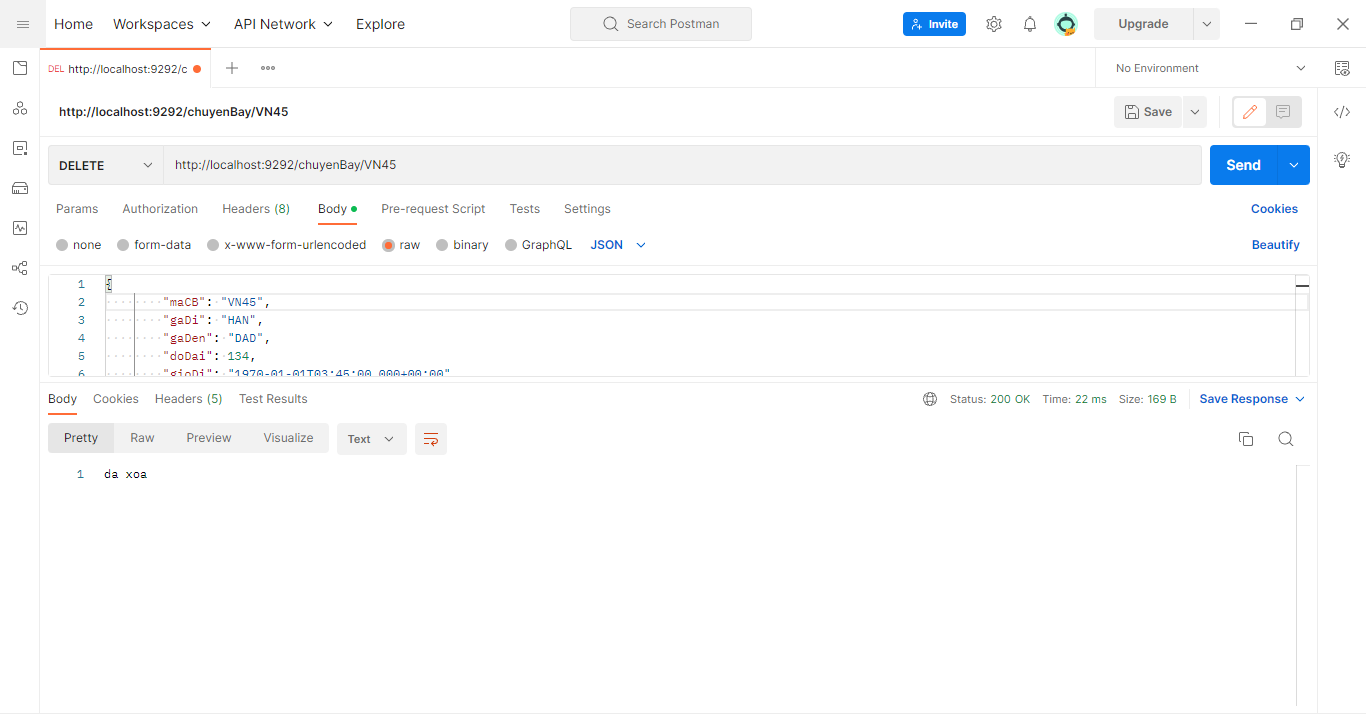 Home Workspaces API Network Explore Search Postman Invite Upgrade
DEL http://localhost:9292/c No Environment
http://localhost:9292/chuyenBay/VN45 Save
DELETE http://localhost:9292/chuyenBay/VN45 Send
Params Authorization Headers (8) Body Pre-request Script Tests Settings Cookies
none form-data x-www-form-urlencoded raw binary GraphQL JSON Beautify
1 {
2 "maCB": "VN45",
3 "gaDi": "HAN",
4 "gaDen": "DAD",
5 "doDai": 134,
6 "gioDi": "1970-01-01T03:45:00.000+00:00"
Body Cookies Headers (5) Test Results Status: 200 OK Time: 22 ms Size: 169 B Save Response
Pretty Raw Preview Visualize Text
1 da xoa